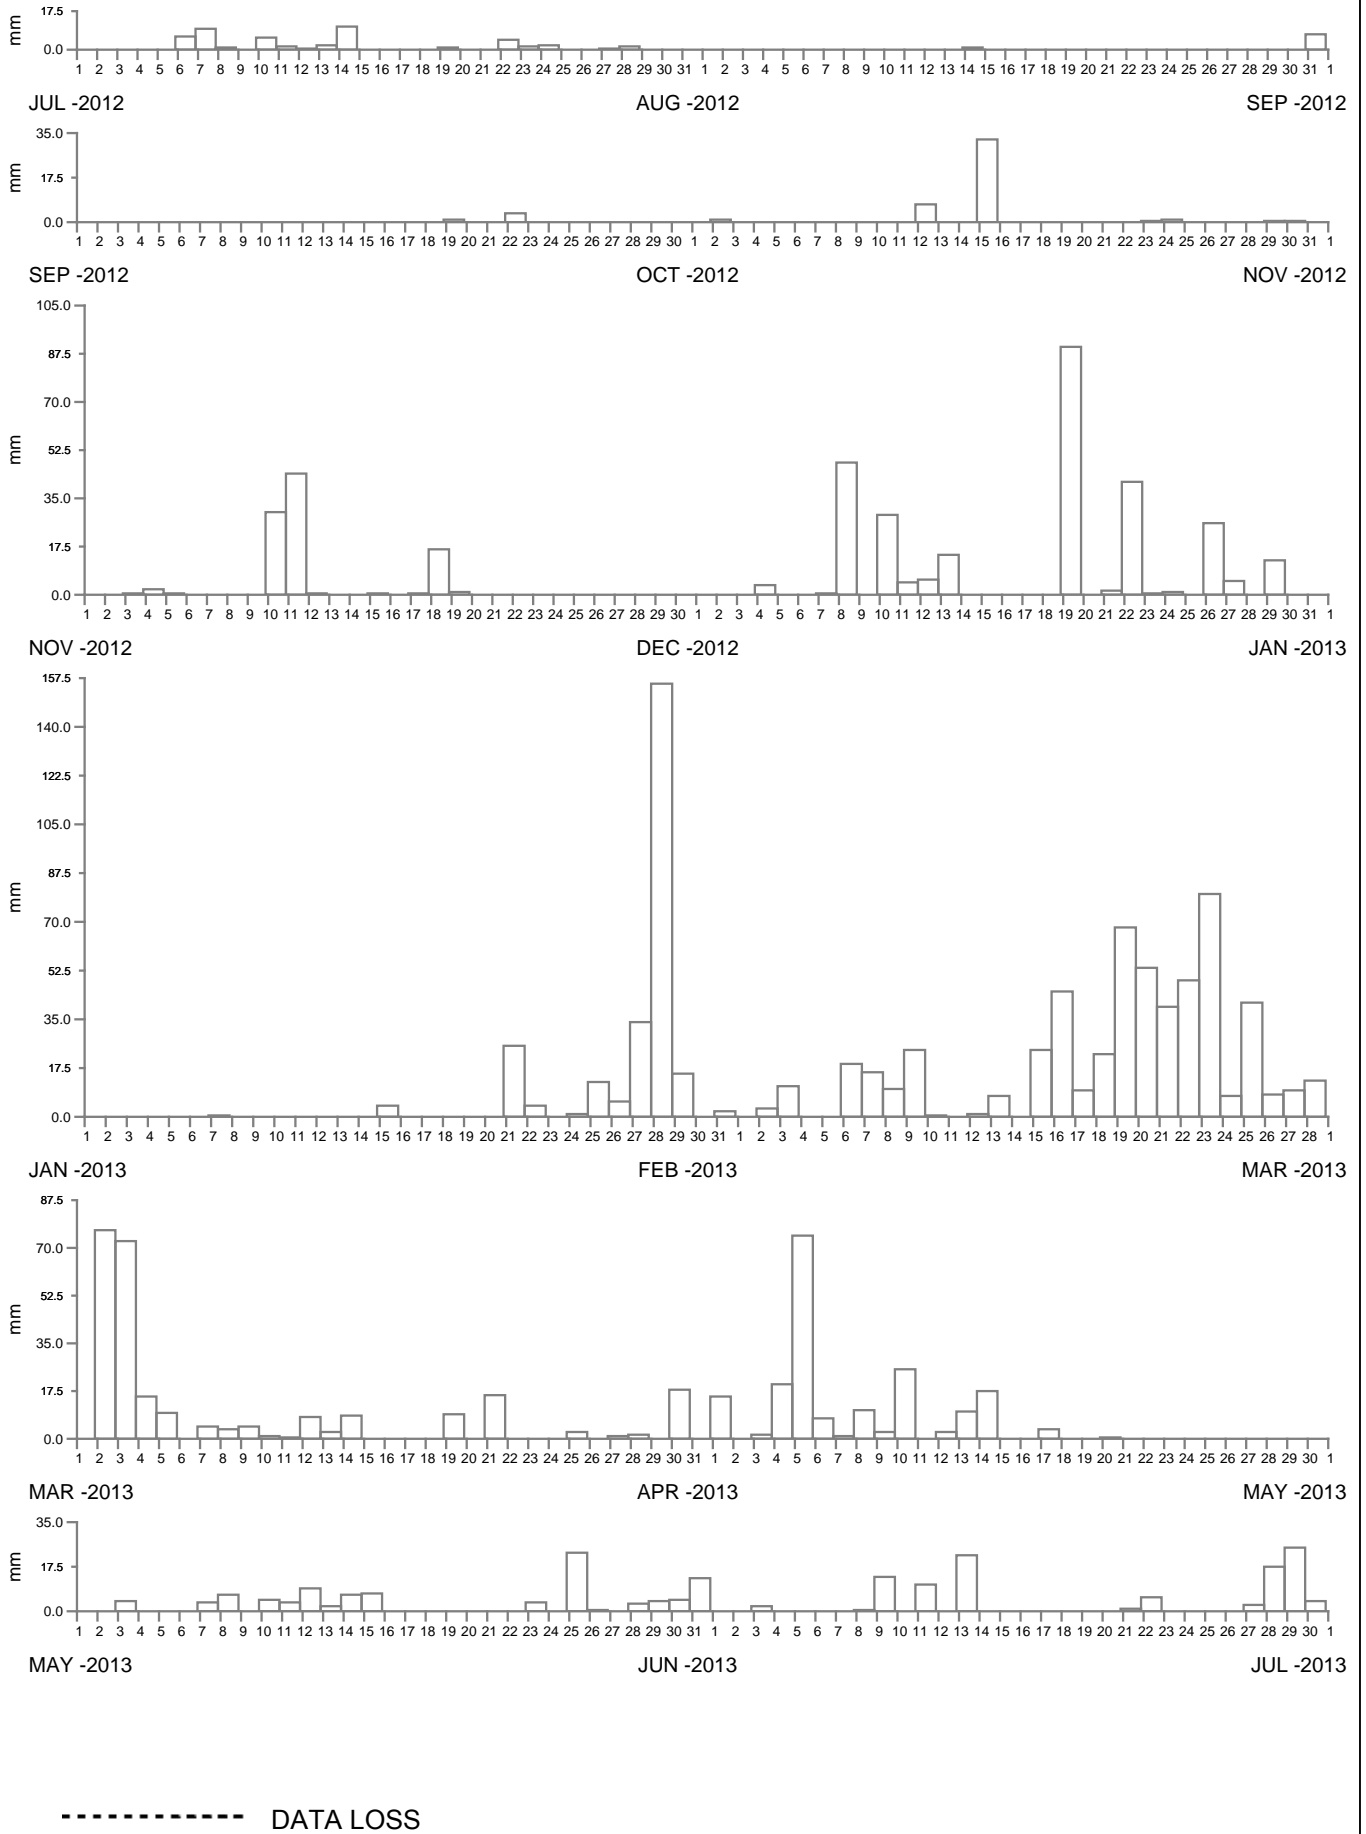 17.5
mm
0.0
1 2 3 4 5 6 7 8 9 10 11 12 13 14 15 16 17 18 19 20 21 22 23 24 25 26 27 28 29 30 31 1 2 3 4 5 6 7 8 9 10 11 12 13 14 15 16 17 18 19 20 21 22 23 24 25 26 27 28 29 30 31 1
JUL -2012 AUG -2012 SEP -2012
35.0
mm
17.5
0.0
1 2 3 4 5 6 7 8 9 10 11 12 13 14 15 16 17 18 19 20 21 22 23 24 25 26 27 28 29 30 1 2 3 4 5 6 7 8 9 10 11 12 13 14 15 16 17 18 19 20 21 22 23 24 25 26 27 28 29 30 31 1
SEP -2012 OCT -2012 NOV -2012
105.0
87.5
70.0
mm
52.5
35.0
17.5
0.0
1 2 3 4 5 6 7 8 9 10 11 12 13 14 15 16 17 18 19 20 21 22 23 24 25 26 27 28 29 30 1 2 3 4 5 6 7 8 9 10 11 12 13 14 15 16 17 18 19 20 21 22 23 24 25 26 27 28 29 30 31 1
NOV -2012 DEC -2012 JAN -2013
157.5
140.0
122.5
105.0
87.5
mm
70.0
52.5
35.0
17.5
0.0
1 2 3 4 5 6 7 8 9 10 11 12 13 14 15 16 17 18 19 20 21 22 23 24 25 26 27 28 29 30 31 1 2 3 4 5 6 7 8 9 10 11 12 13 14 15 16 17 18 19 20 21 22 23 24 25 26 27 28 1
JAN -2013 FEB -2013 MAR -2013
87.5
70.0
52.5
mm
35.0
17.5
0.0
1 2 3 4 5 6 7 8 9 10 11 12 13 14 15 16 17 18 19 20 21 22 23 24 25 26 27 28 29 30 31 1 2 3 4 5 6 7 8 9 10 11 12 13 14 15 16 17 18 19 20 21 22 23 24 25 26 27 28 29 30 1
MAR -2013 APR -2013 MAY -2013
35.0
mm
17.5
0.0
1 2 3 4 5 6 7 8 9 10 11 12 13 14 15 16 17 18 19 20 21 22 23 24 25 26 27 28 29 30 31 1 2 3 4 5 6 7 8 9 10 11 12 13 14 15 16 17 18 19 20 21 22 23 24 25 26 27 28 29 30 1
MAY -2013 JUN -2013 JUL -2013
DATA LOSS